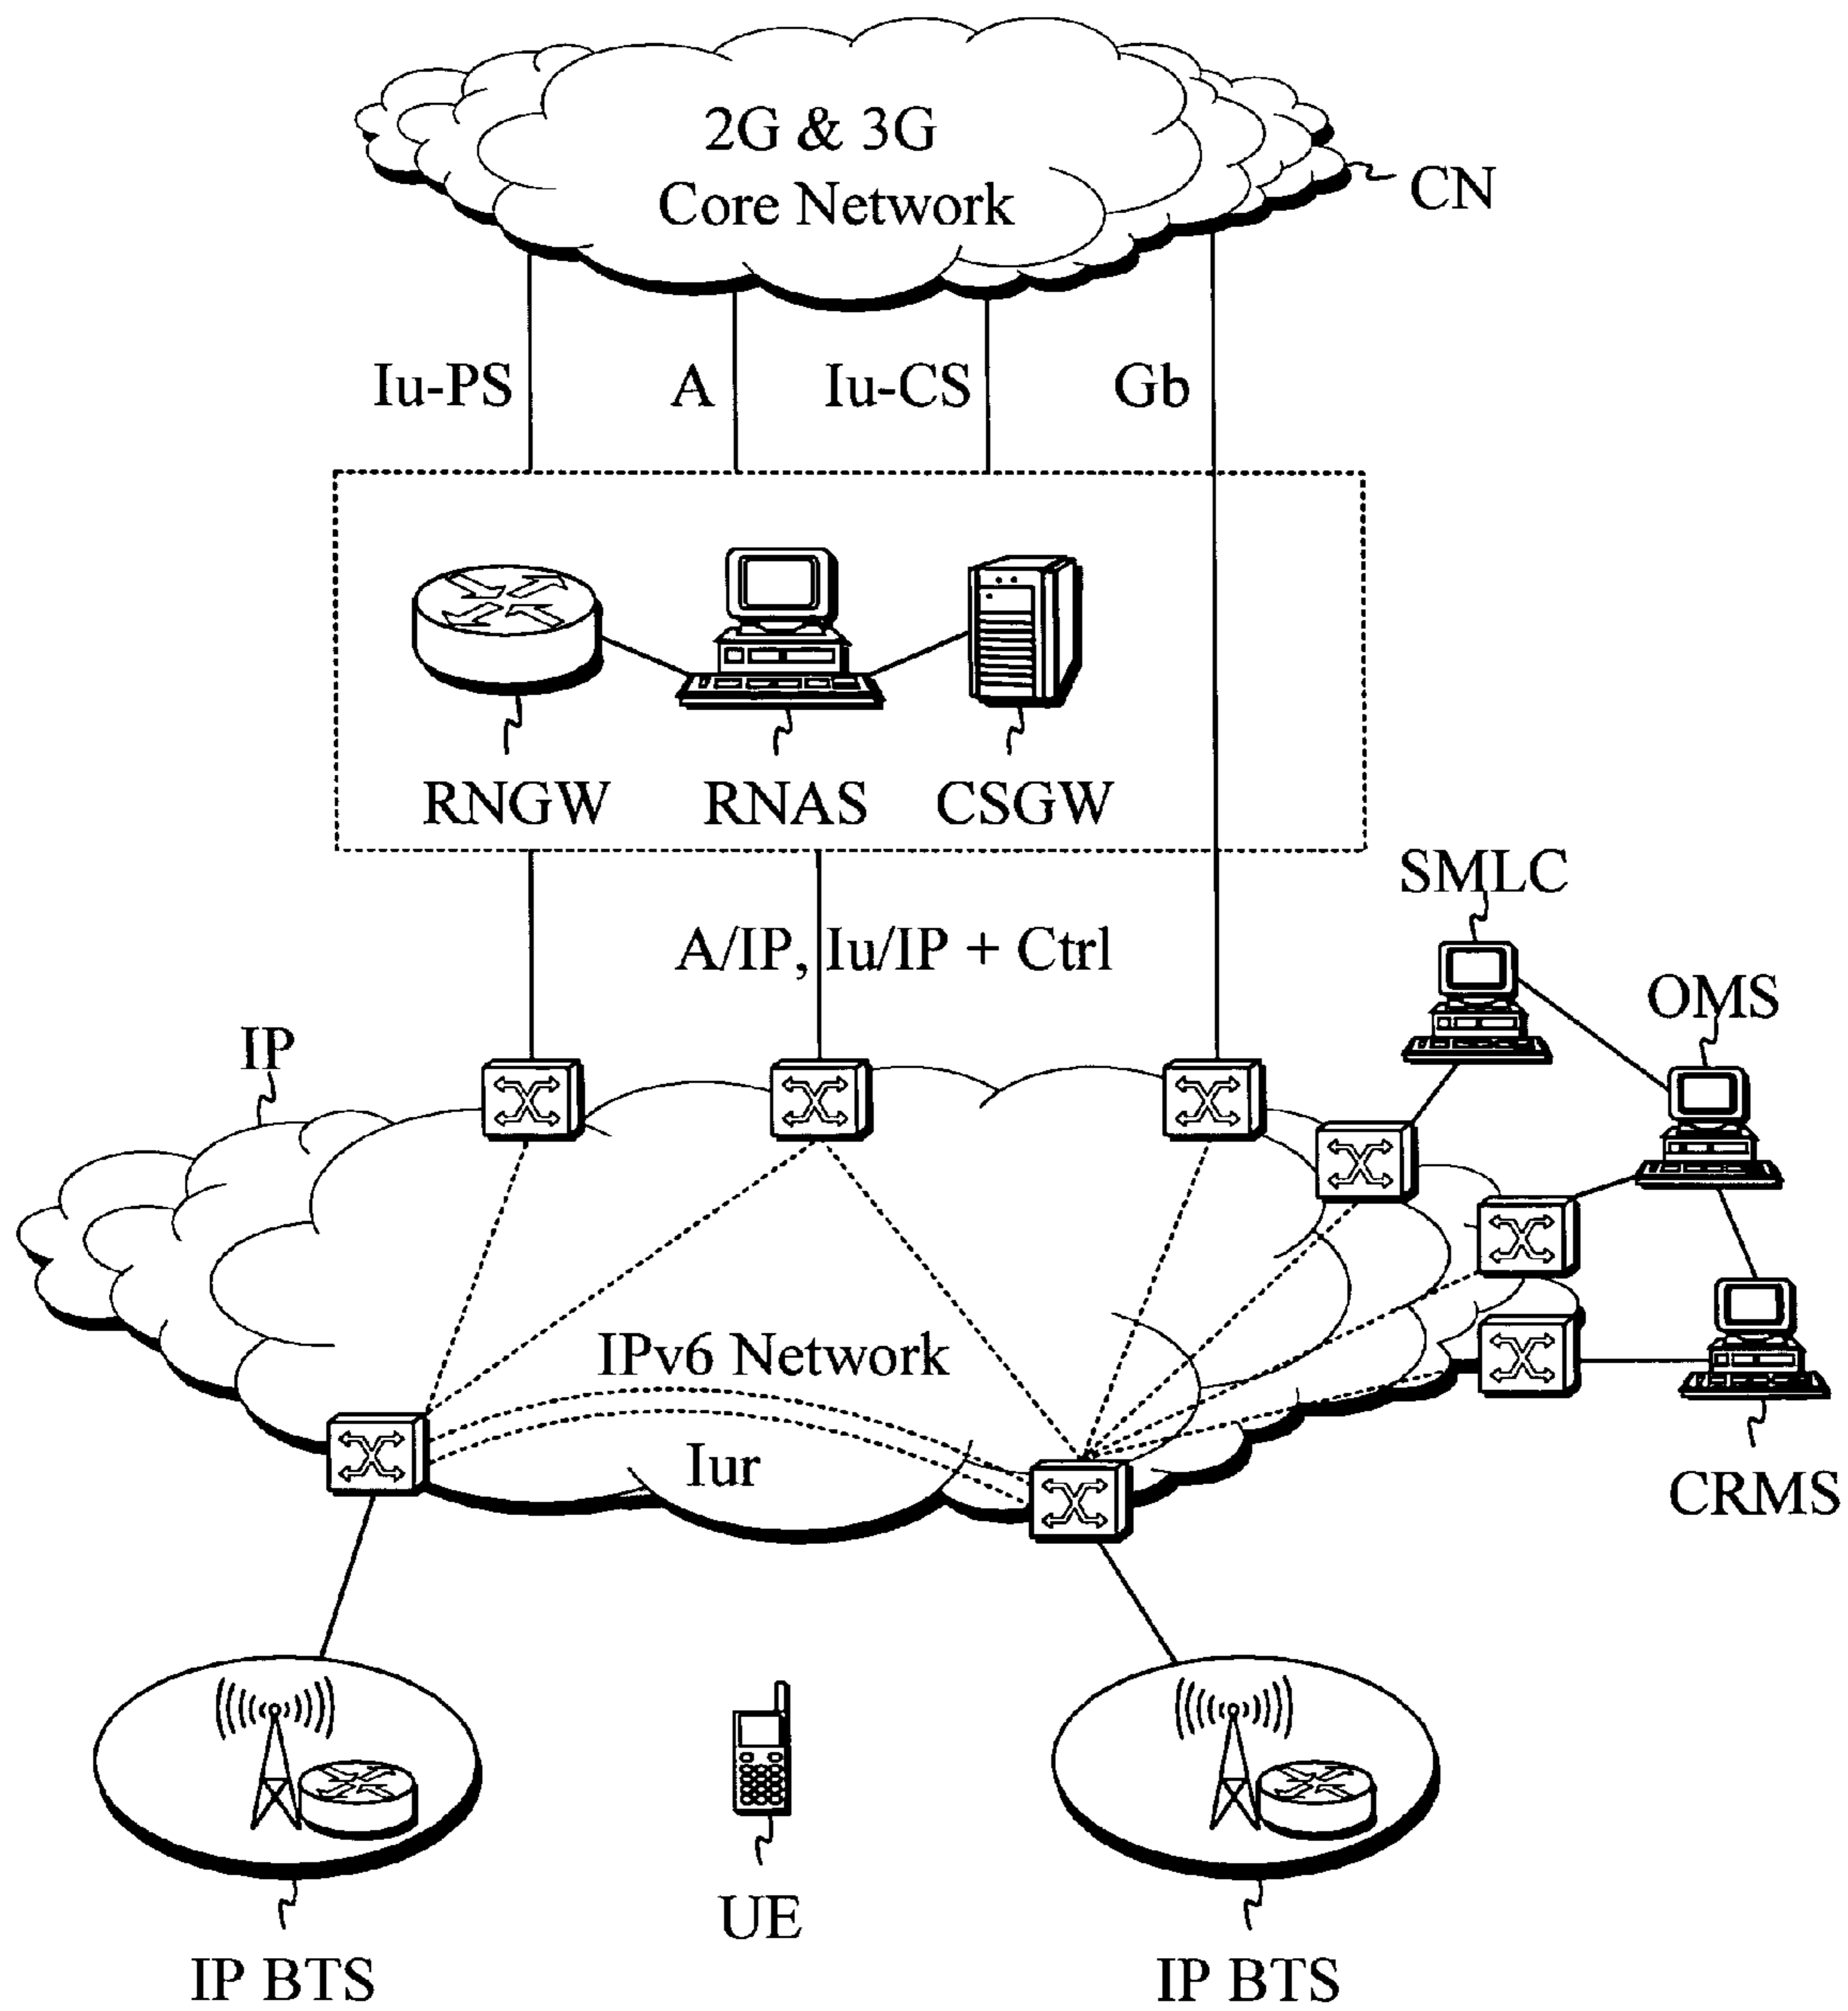 2G & 3G
Core Network
CN
Iu-PS
A
Iu-CS
Gb
RNGW
RNAS
CSGW
SMLC
A/IP, Iu/IP + Ctrl
OMS
IP
IPv6 Network
Iur
CRMS
UE
IP BTS
IP BTS